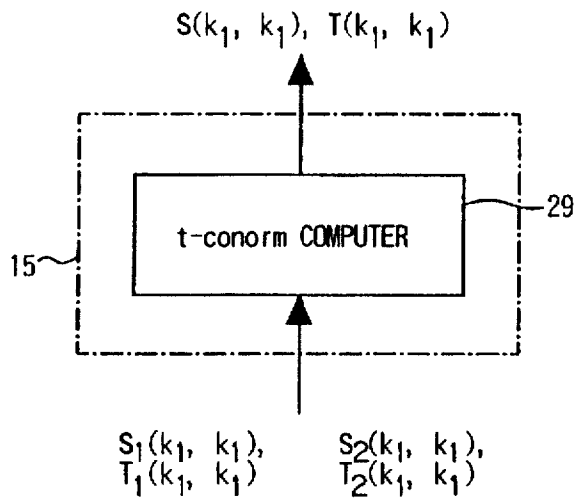 S(k₁, k₁), T(k₁, k₁)
29
t-conorm COMPUTER
15
S₁(k₁, k₁), S₂(k₁, k₁),
T₁(k₁, k₁) T₂(k₁, k₁)